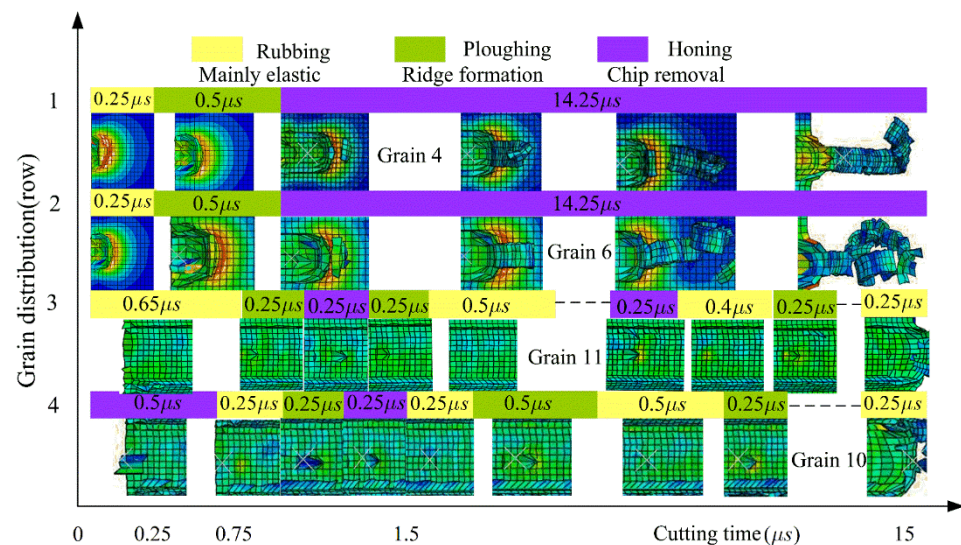 Rubbing Ploughing Honing
Mainly elastic Ridge formation Chip removal
1 0.25μs 0.5μs 14.25μs
Grain 4
2 0.25μs 0.5μs 14.25μs
Grain 6
3 0.65μs 0.25μs 0.25μs 0.25μs 0.5μs 0.25μs 0.4μs 0.25μs 0.25μs
Grain 11
4 0.5μs 0.25μs 0.25μs 0.25μs 0.25μs 0.5μs 0.5μs 0.25μs 0.25μs
Grain 10
Grain distribution(row)
0 0.25 0.75 1.5 Cutting time(μs) 15